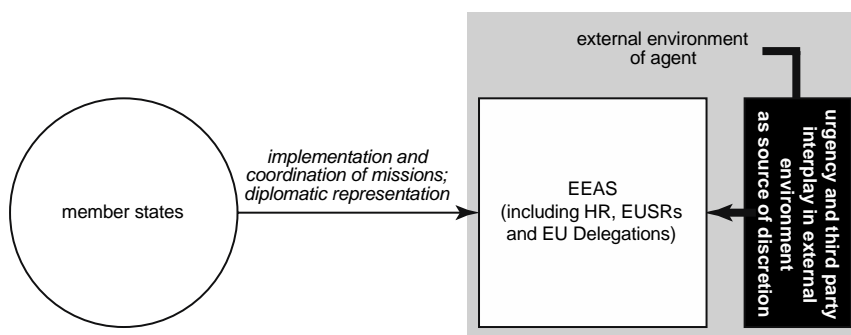 external environment
of agent
implementation and
coordination of missions;
diplomatic representation
member states
EEAS
(including HR, EUSRs
and EU Delegations)
urgency and third party
interplay in external
environment
as source of discretion